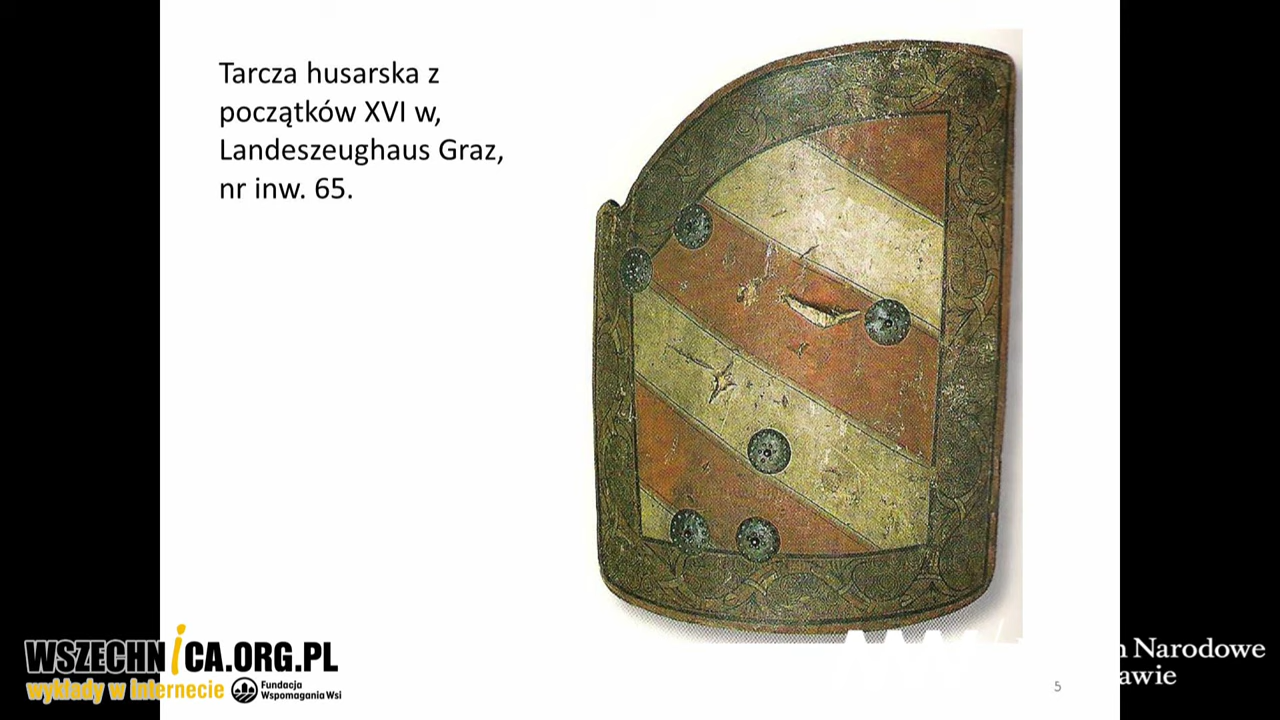 Tarcza husarska z
początków XVI w,
Landeszeughaus Graz,
nr inw. 65.
WSZECHNICA.ORG.PL
wykłady w internecie
Fundacja
Wspomagania Wsi
5
Narodowe